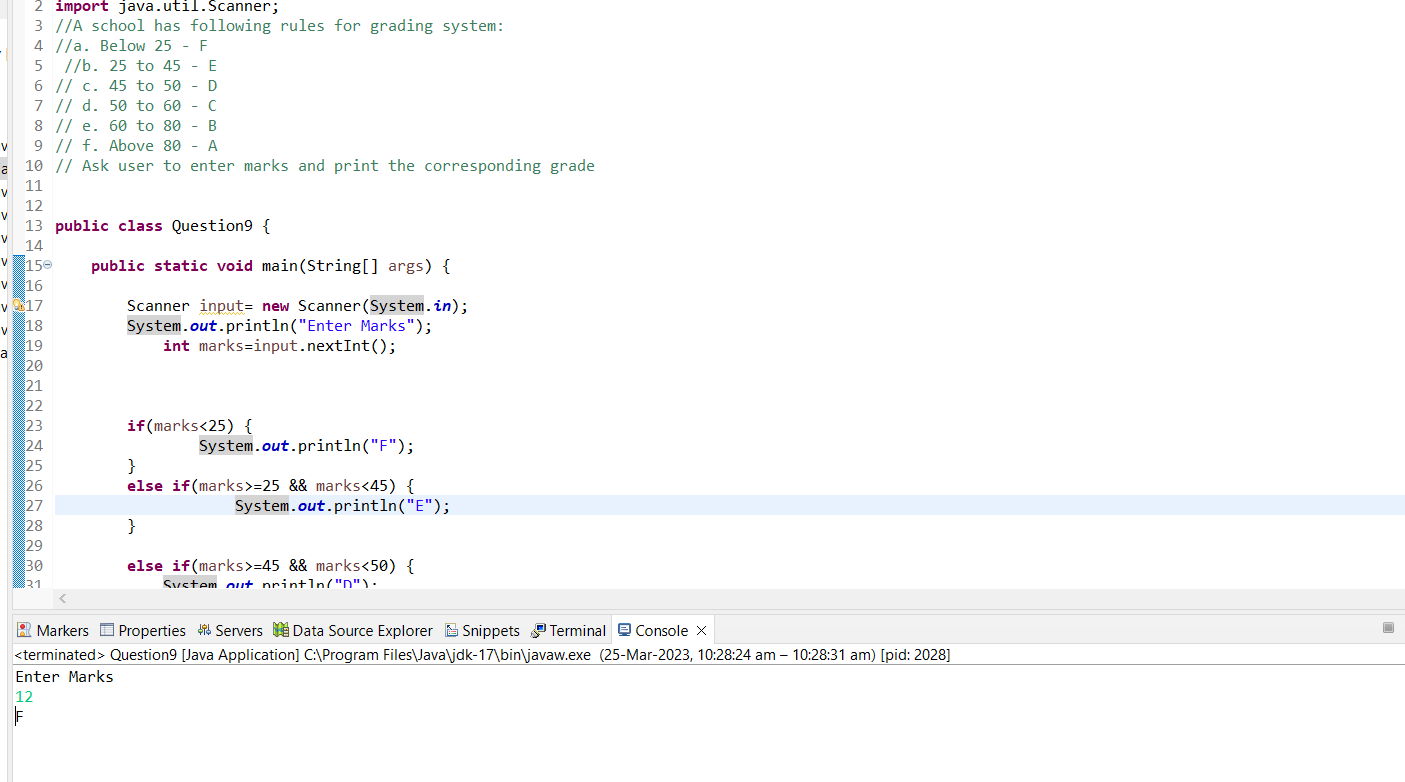 2 import java.util.Scanner;
3 //A school has following rules for grading system:
4 //a. Below 25 - F
5  //b. 25 to 45 - E
6 // c. 45 to 50 - D
7 // d. 50 to 60 - C
8 // e. 60 to 80 - B
9 // f. Above 80 - A
10 // Ask user to enter marks and print the corresponding grade
11
12
13 public class Question9 {
14
15     public static void main(String[] args) {
16
17         Scanner input= new Scanner(System.in);
18         System.out.println("Enter Marks");
19             int marks=input.nextInt();
20
21
22
23         if(marks<25) {
24                 System.out.println("F");
25         }
26         else if(marks>=25 && marks<45) {
27                     System.out.println("E");
28         }
29
30         else if(marks>=45 && marks<50) {
31             System.out.println("D");
Markers Properties Servers Data Source Explorer Snippets Terminal Console
<terminated> Question9 [Java Application] C:\Program Files\Java\jdk-17\bin\javaw.exe (25-Mar-2023, 10:28:24 am – 10:28:31 am) [pid: 2028]
Enter Marks
12
F